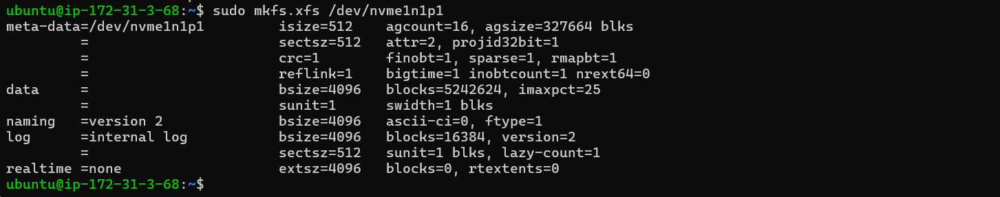 ubuntu@ip-172-31-3-68:~$ sudo mkfs.xfs /dev/nvme1n1p1
meta-data=/dev/nvme1n1p1         isize=512    agcount=16, agsize=327664 blks
         =                       sectsz=512   attr=2, projid32bit=1
         =                       crc=1        finobt=1, sparse=1, rmapbt=1
         =                       reflink=1    bigtime=1 inobtcount=1 nrext64=0
data     =                       bsize=4096   blocks=5242624, imaxpct=25
         =                       sunit=1      swidth=1 blks
naming   =version 2              bsize=4096   ascii-ci=0, ftype=1
log      =internal log           bsize=4096   blocks=16384, version=2
         =                       sectsz=512   sunit=1 blks, lazy-count=1
realtime =none                   extsz=4096   blocks=0, rtextents=0
ubuntu@ip-172-31-3-68:~$